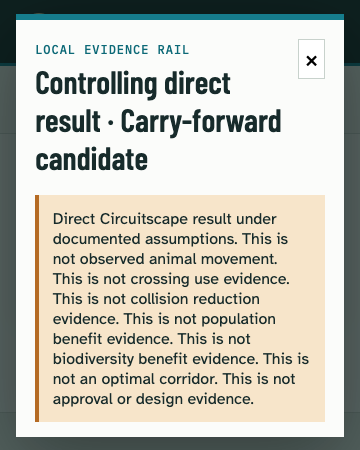 LOCAL EVIDENCE RAIL
×
Controlling direct
result · Carry-forward
candidate
Direct Circuitscape result under
documented assumptions. This is
not observed animal movement.
This is not crossing use evidence.
This is not collision reduction
evidence. This is not population
benefit evidence. This is not
biodiversity benefit evidence. This is
not an optimal corridor. This is not
approval or design evidence.